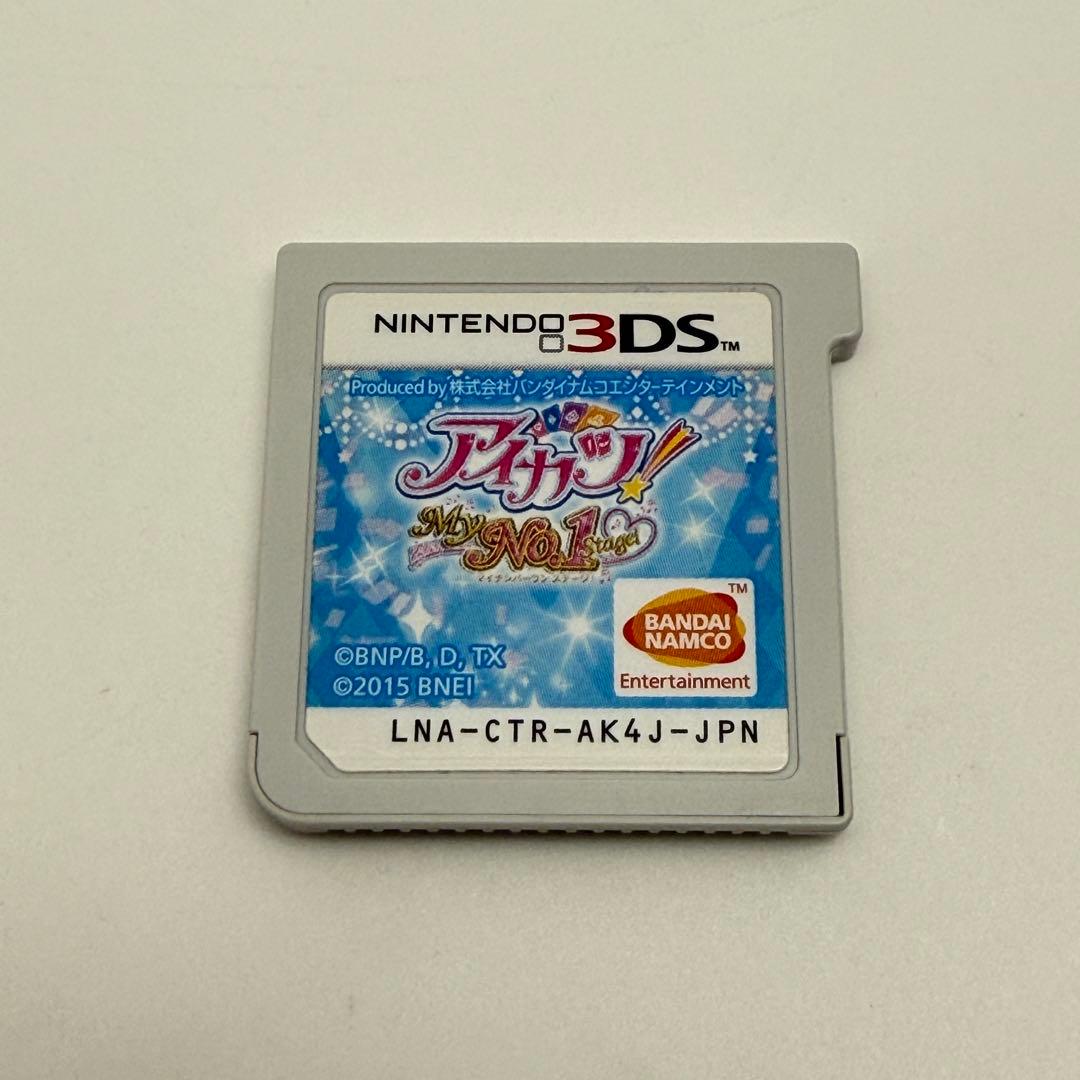 NINTENDO 3DS™
Produced by 株式会社バンダイナムコエンターテインメント
アイカツ!
My No.1 Stage!
マイナンバーワンステージ!
©BNP/B, D, TX
©2015 BNEI
BANDAI
NAMCO
TM
Entertainment
LNA-CTR-AK4J-JPN